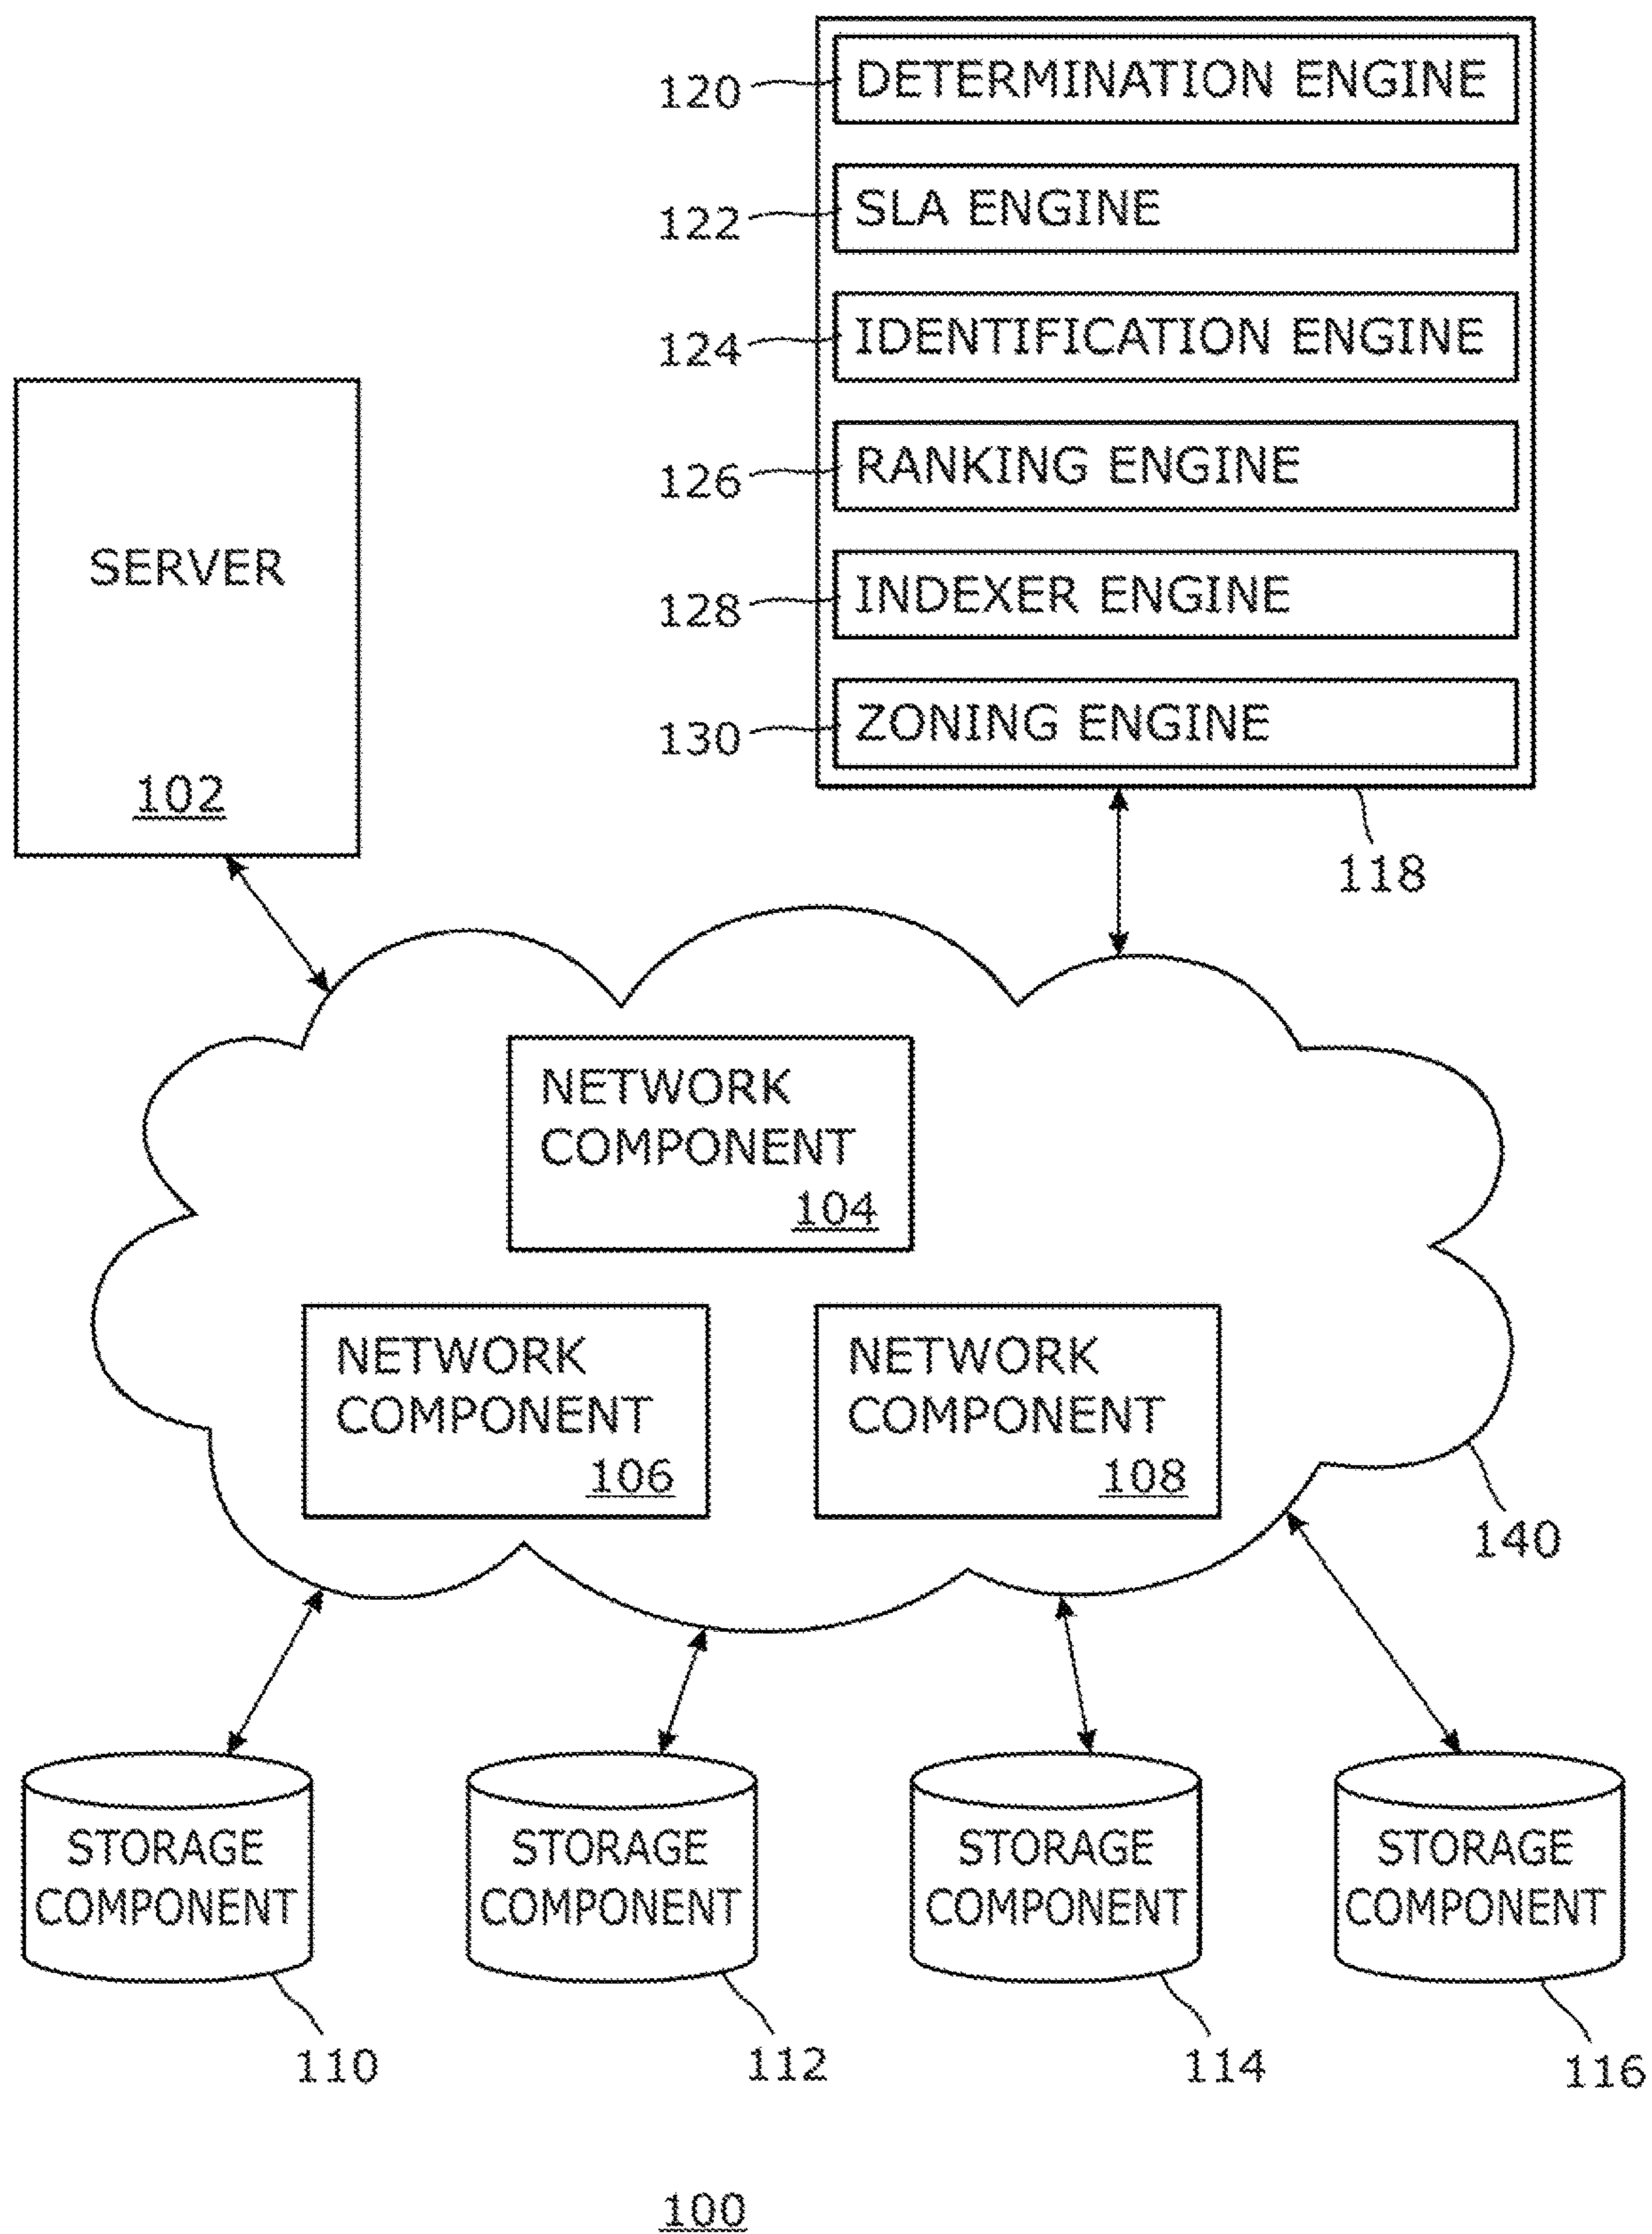 120
DETERMINATION ENGINE
122
SLA ENGINE
124
IDENTIFICATION ENGINE
126
RANKING ENGINE
128
INDEXER ENGINE
130
ZONING ENGINE
118
SERVER
102
NETWORK
COMPONENT
104
NETWORK
COMPONENT
106
NETWORK
COMPONENT
108
140
STORAGE
COMPONENT
110
STORAGE
COMPONENT
112
STORAGE
COMPONENT
114
STORAGE
COMPONENT
116
100